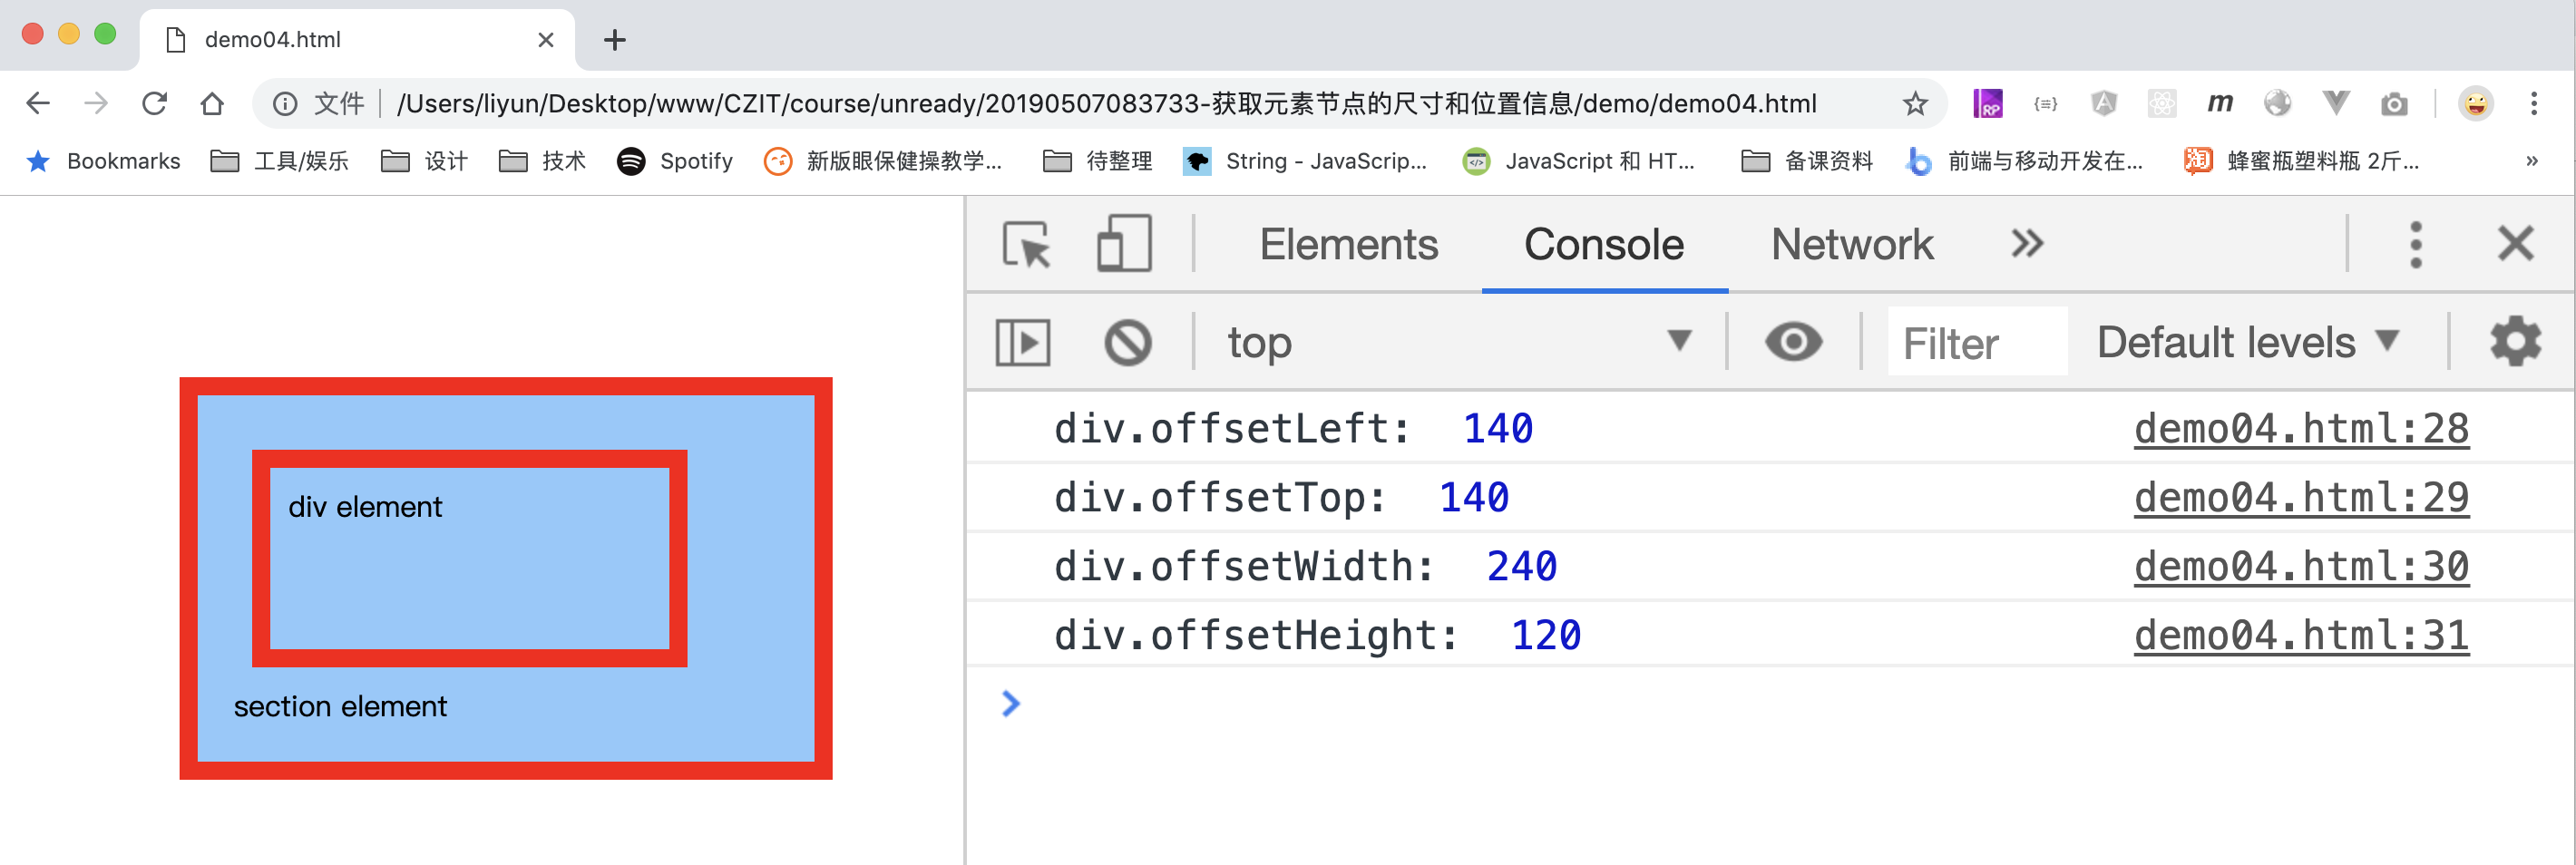 demo04.html
文件 /Users/liyun/Desktop/www/CZIT/course/unready/20190507083733-获取元素节点的尺寸和位置信息/demo/demo04.html
RP
{≡}
m
Bookmarks 工具/娱乐 设计 技术 Spotify 新版眼保健操教学... 待整理 String - JavaScrip... JavaScript 和 HT... 备课资料 前端与移动开发在... 淘 蜂蜜瓶塑料瓶 2斤... »
Elements Console Network »
top Filter Default levels
div.offsetLeft: 140 demo04.html:28
div.offsetTop: 140 demo04.html:29
div.offsetWidth: 240 demo04.html:30
div.offsetHeight: 120 demo04.html:31
div element
section element